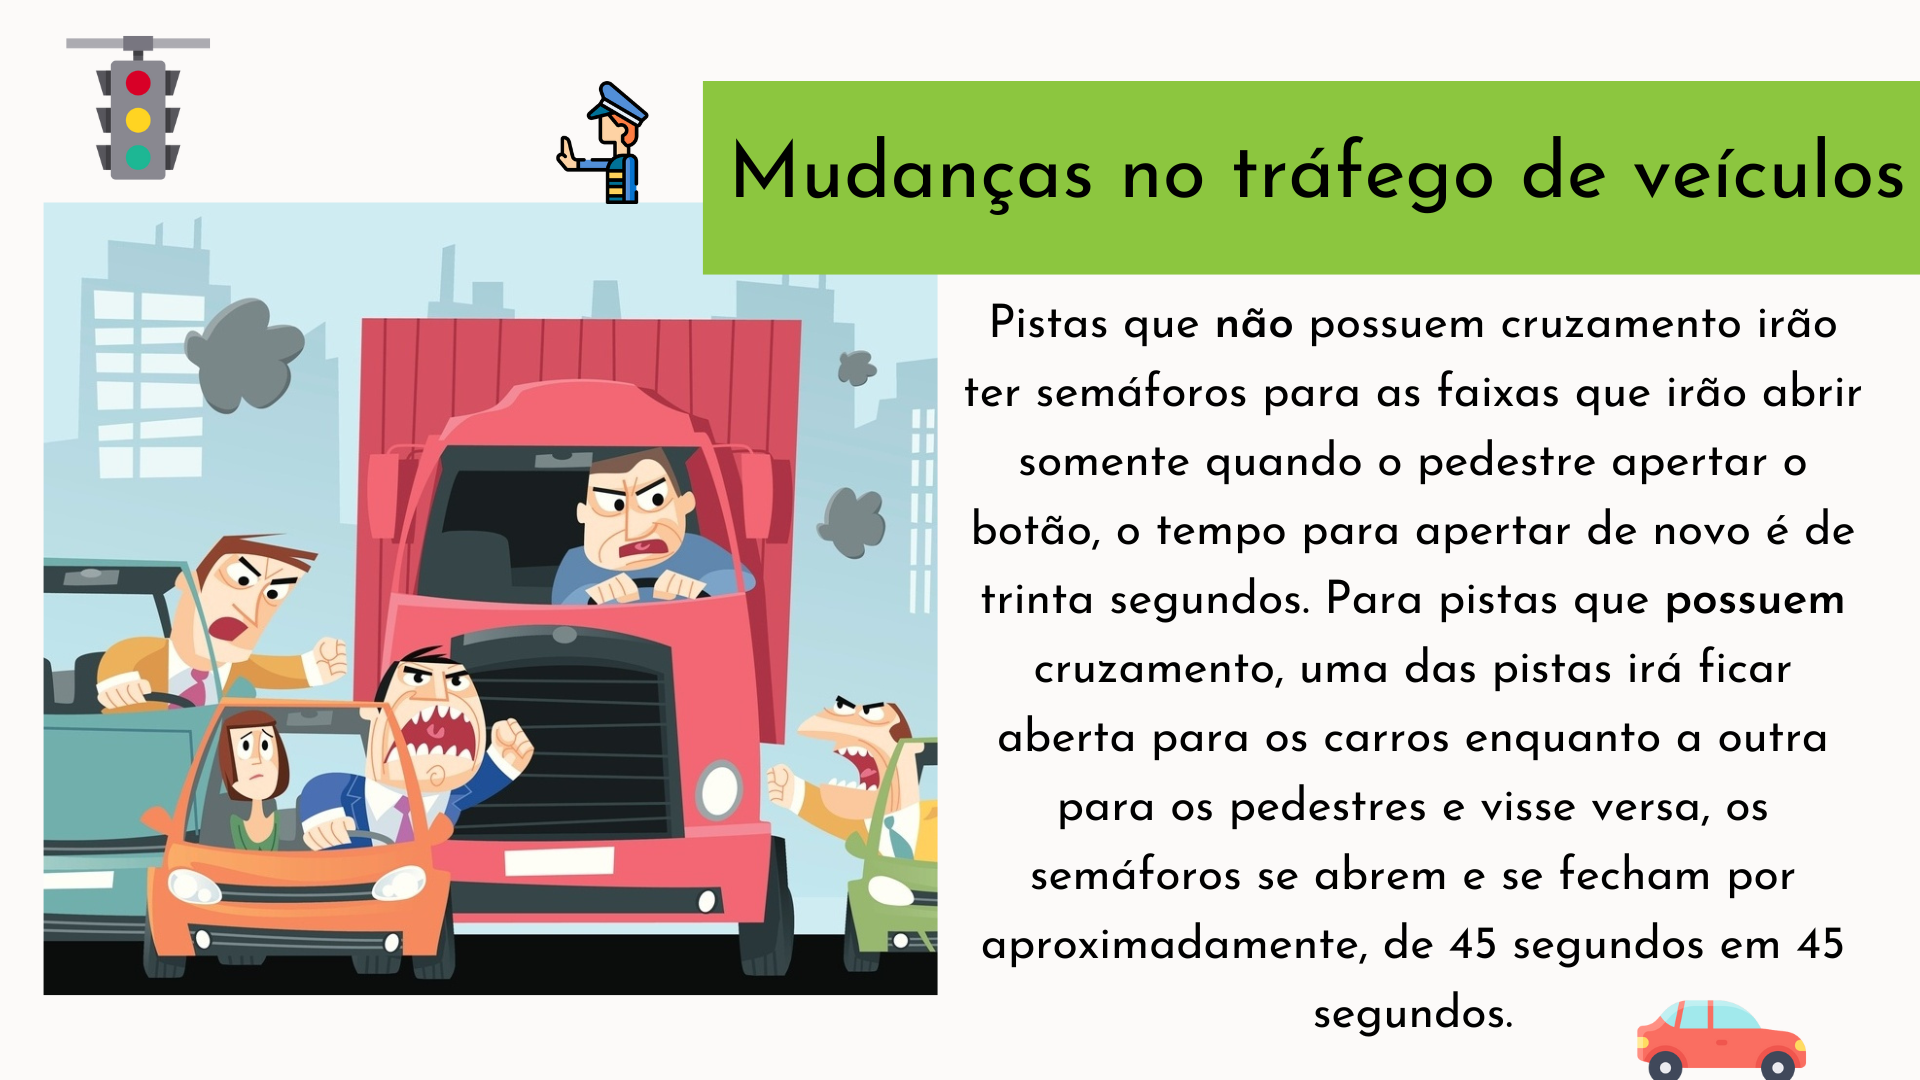 Mudanças no tráfego de veículos
Pistas que não possuem cruzamento irão
ter semáforos para as faixas que irão abrir
somente quando o pedestre apertar o
botão, o tempo para apertar de novo é de
trinta segundos. Para pistas que possuem
cruzamento, uma das pistas irá ficar
aberta para os carros enquanto a outra
para os pedestres e visse versa, os
semáforos se abrem e se fecham por
aproximadamente, de 45 segundos em 45
segundos.